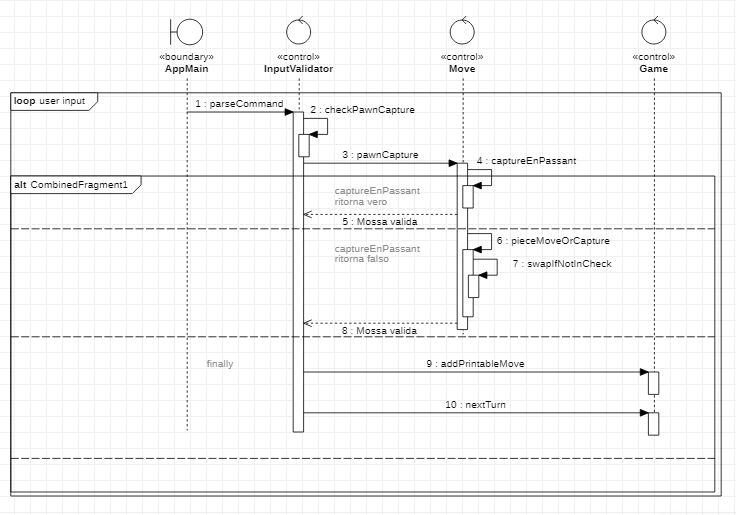 «boundary»
AppMain
«control»
InputValidator
«control»
Move
«control»
Game
loop user input
1 : parseCommand
2 : checkPawnCapture
3 : pawnCapture
4 : captureEnPassant
alt CombinedFragment1
captureEnPassant
ritorna vero
5 : Mossa valida
captureEnPassant
ritorna falso
6 : pieceMoveOrCapture
7 : swapIfNotInCheck
8 : Mossa valida
finally
9 : addPrintableMove
10 : nextTurn